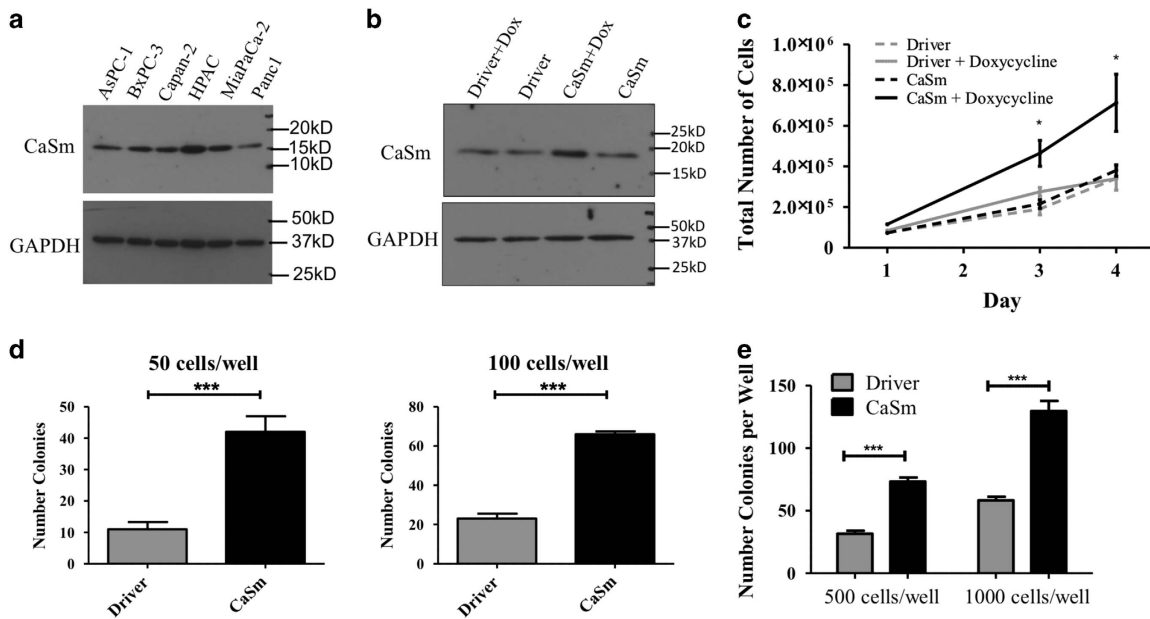 a
AsPC-1
BxPC-3
Capan-2
HPAC
MiaPaCa-2
Panc1
CaSm
20kD
15kD
10kD
GAPDH
50kD
37kD
25kD
b
Driver+Dox
Driver
CaSm+Dox
CaSm
CaSm
25kD
20kD
15kD
GAPDH
50kD
37kD
25kD
c
Total Number of Cells
1.0×10⁶
8.0×10⁵
6.0×10⁵
4.0×10⁵
2.0×10⁵
0
Driver
Driver + Doxycycline
CaSm
CaSm + Doxycycline
*
*
1 2 3 4
Day
d
50 cells/well
***
Number Colonies
50
40
30
20
10
0
Driver
CaSm
100 cells/well
***
Number Colonies
80
60
40
20
0
Driver
CaSm
e
Number Colonies per Well
150
100
50
0
Driver
CaSm
***
***
500 cells/well 1000 cells/well